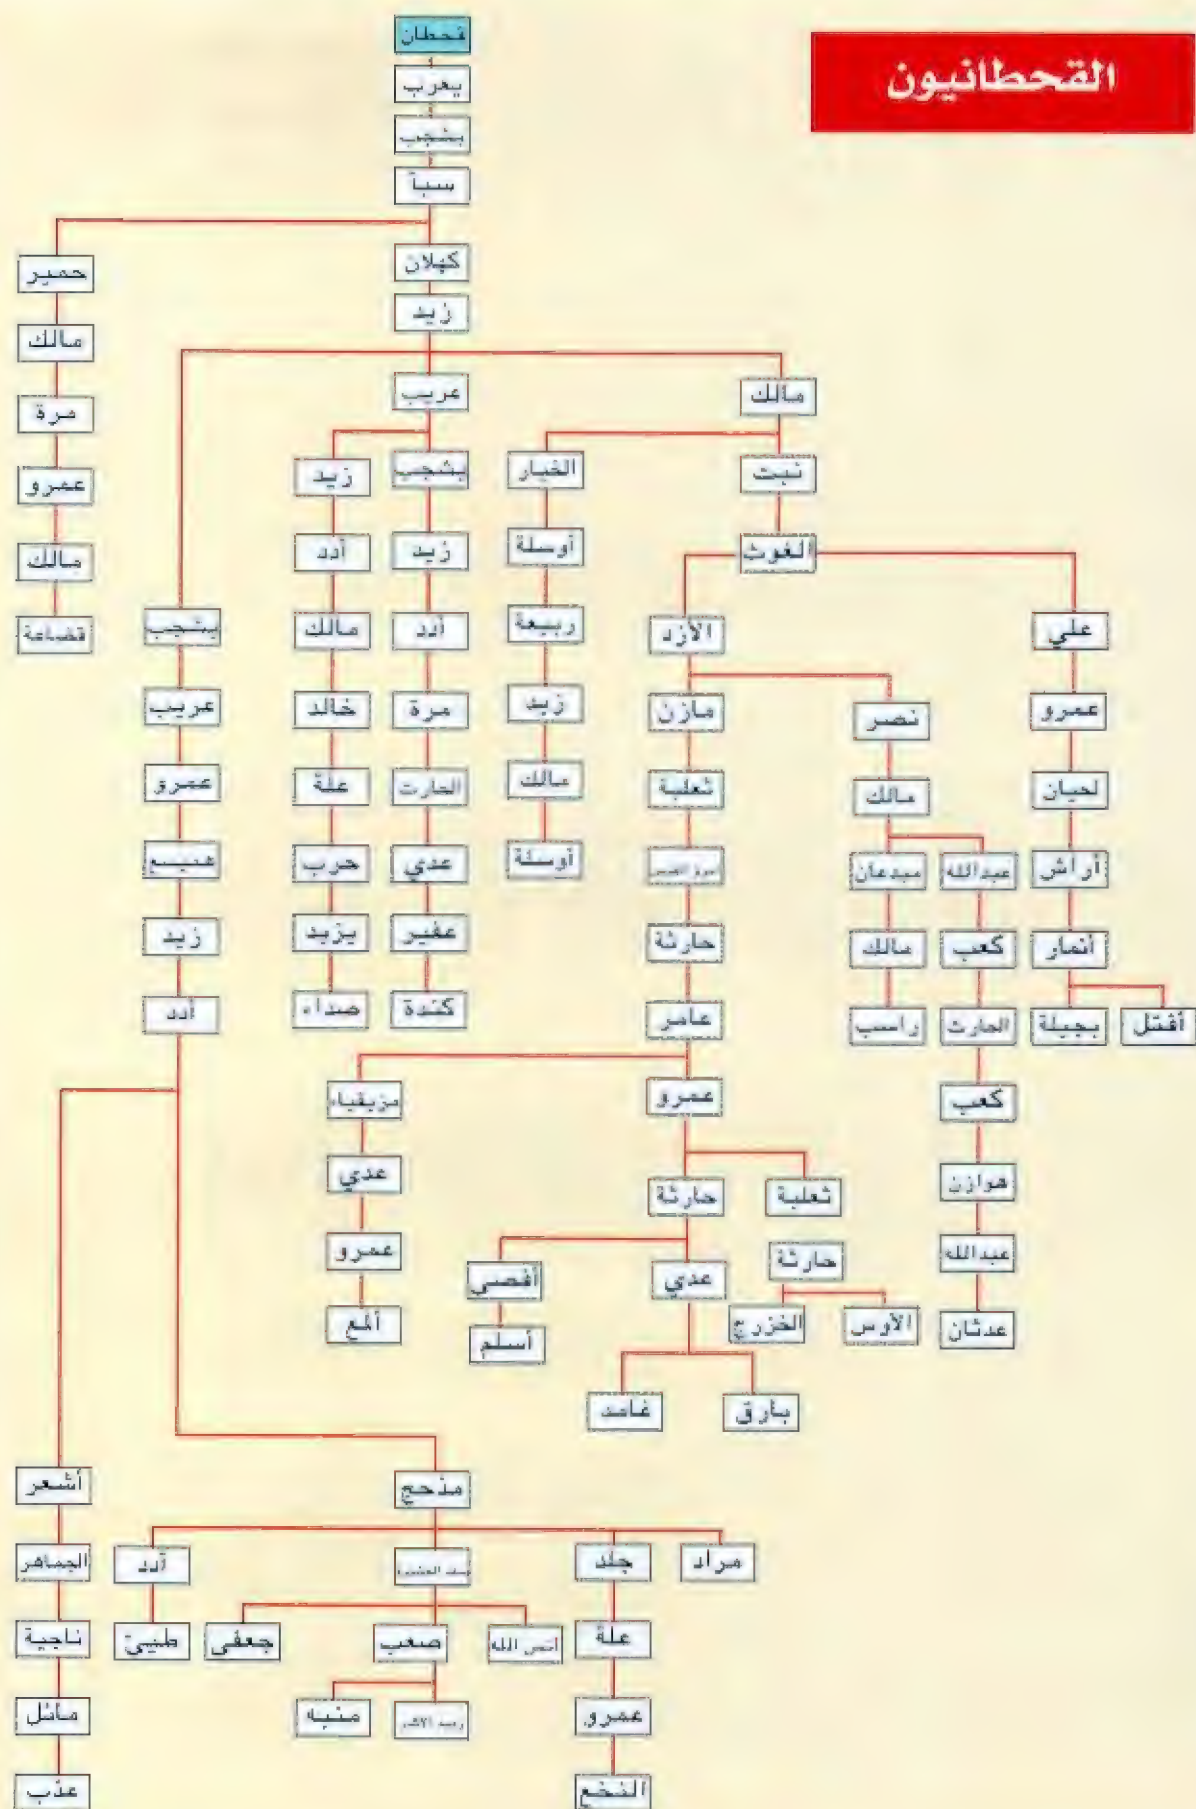 القحطانيون
قحطان
يعرب
يشجب
سبأ
حمير
مالك
مرة
عمرو
مالك
قضاعة
كهلان
زيد
مالك
عريب
يشجب
نبت
الخيار
يشجب
زيد
الغوث
أوسلة
زيد
أدد
علي
الأزد
ربيعة
أدد
مالك
عريب
عمرو
نصر
مازن
زيد
مرة
خالد
عمرو
لحيان
مالك
ثعلبة
مالك
الحارث
علة
هميسع
أراش
عبدالله
ميدعان
أوسلة
عدي
حرب
زيد
أنمار
كعب
مالك
حارثة
عفير
يزيد
أدد
أفتل
بجيلة
الحارث
راسب
عامر
كندة
صداء
كعب
عمرو
مزيقياء
هوازن
ثعلبة
حارثة
عدي
عبدالله
حارثة
عدي
أفصى
عمرو
عدثان
الأوس
الخزرج
أسلم
ألمع
بارق
غامد
مذحج
أشعر
مراد
جلد
أدد
الجماهر
علة
صعب
جعفى
طيئ
ناجية
عمرو
منبه
ماثل
النخع
عذب